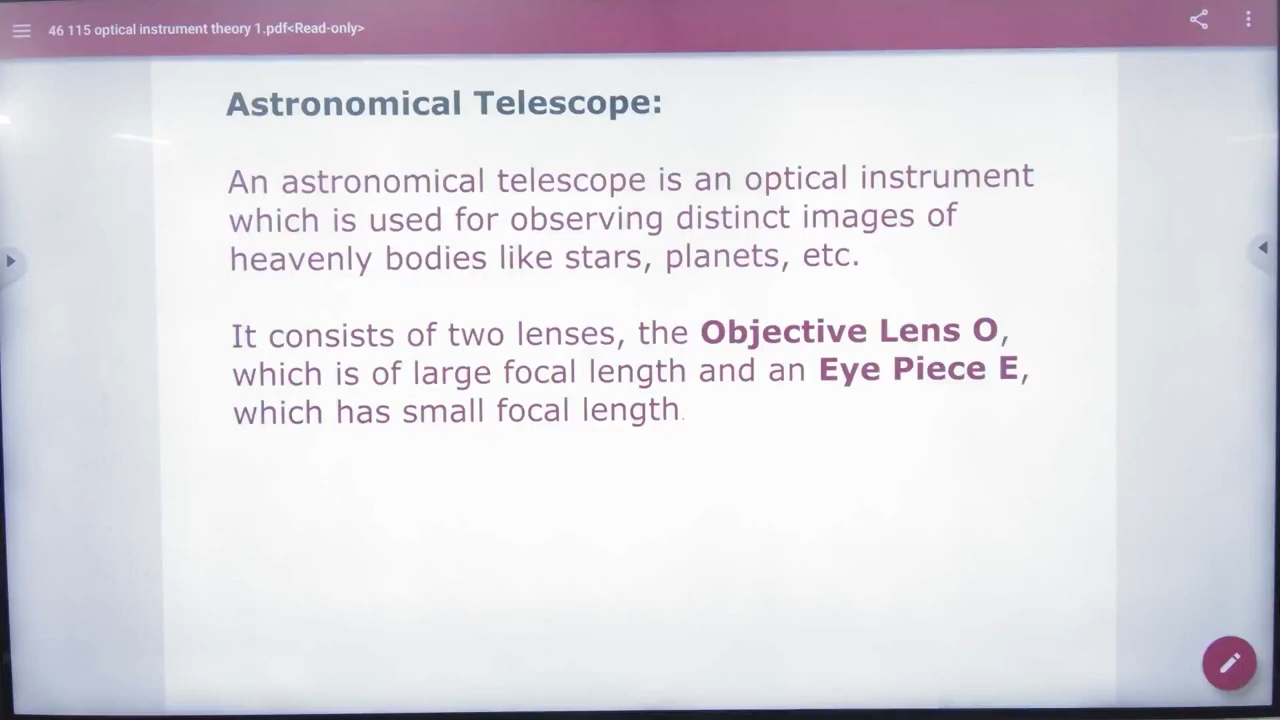 46 115 optical instrument theory 1.pdf<Read-only>
Astronomical Telescope:
An astronomical telescope is an optical instrument
which is used for observing distinct images of
heavenly bodies like stars, planets, etc.
It consists of two lenses, the Objective Lens O,
which is of large focal length and an Eye Piece E,
which has small focal length.